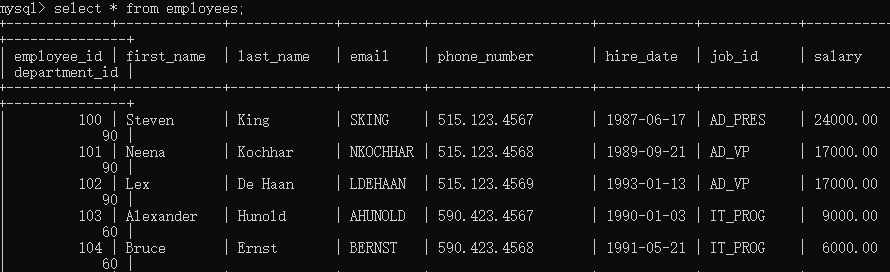 mysql> select * from employees;
+-------------+-------------+-------------+----------+--------------------+------------+------------+----------
+---------------+
| employee_id | first_name | last_name | email | phone_number | hire_date | job_id | salary
| department_id |
+-------------+-------------+-------------+----------+--------------------+------------+------------+----------
+---------------+
| 100 | Steven | King | SKING | 515.123.4567 | 1987-06-17 | AD_PRES | 24000.00
| 90 |
| 101 | Neena | Kochhar | NKOCHHAR | 515.123.4568 | 1989-09-21 | AD_VP | 17000.00
| 90 |
| 102 | Lex | De Haan | LDEHAAN | 515.123.4569 | 1993-01-13 | AD_VP | 17000.00
| 90 |
| 103 | Alexander | Hunold | AHUNOLD | 590.423.4567 | 1990-01-03 | IT_PROG | 9000.00
| 60 |
| 104 | Bruce | Ernst | BERNST | 590.423.4568 | 1991-05-21 | IT_PROG | 6000.00
| 60 |